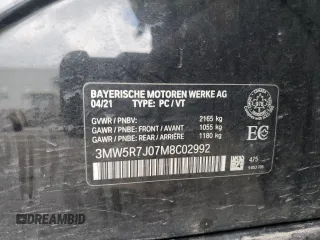 BAYERISCHE MOTOREN WERKE AG
04/21 TYPE: PC / VT
GVWR / PNBV: 2165 kg
GAWR / PNBE: FRONT / AVANT 1055 kg
GAWR / PNBE: REAR / ARRIÈRE 1180 kg
3MW5R7J07M8C02992
EC
475
DREAMBID